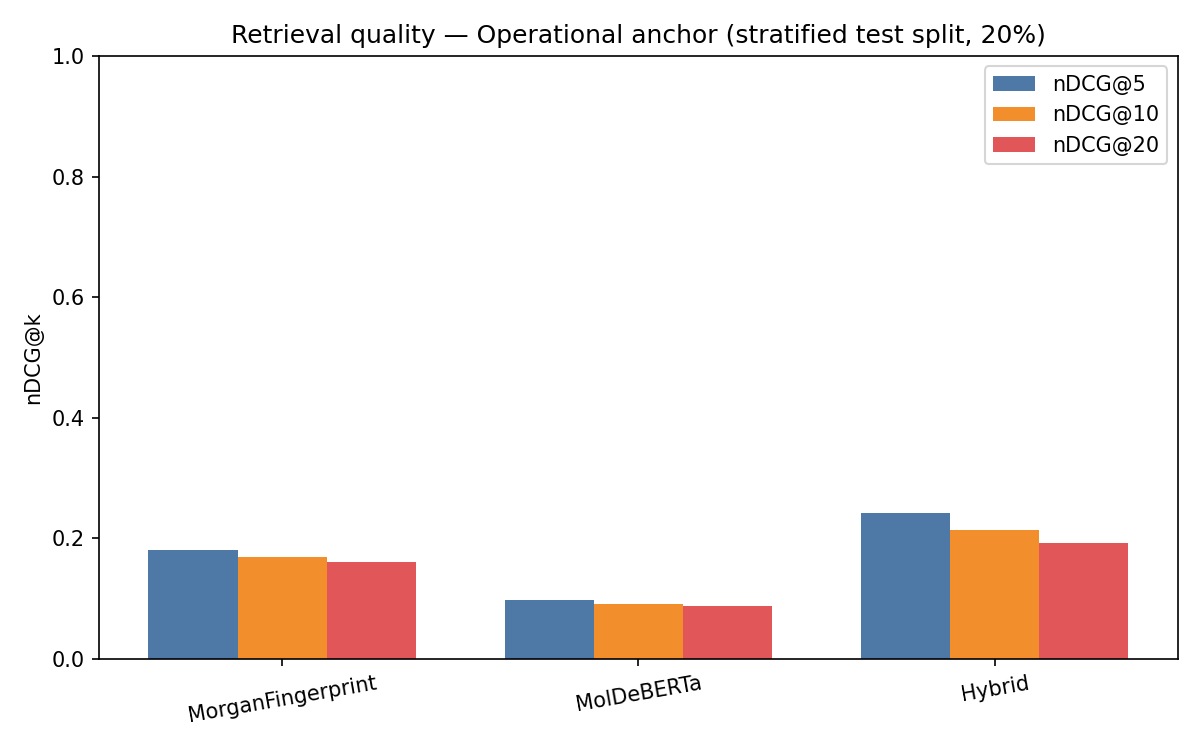 Retrieval quality — Operational anchor (stratified test split, 20%)
1.0
0.8
0.6
0.4
0.2
0.0
nDCG@k
nDCG@5
nDCG@10
nDCG@20
MorganFingerprint
MolDeBERTa
Hybrid